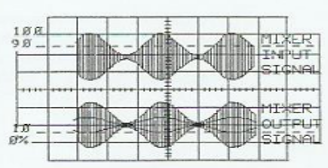 100
90
MIXER
INPUT
SIGNAL
MIXER
10
OUTPUT
0%
SIGNAL